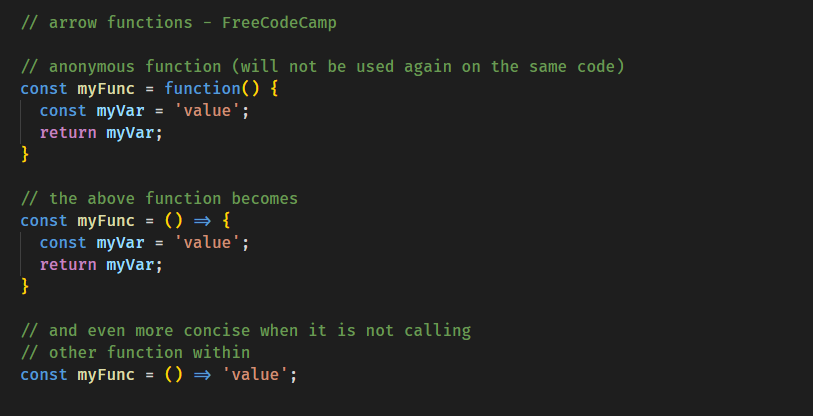 // arrow functions - FreeCodeCamp
// anonymous function (will not be used again on the same code)
const myFunc = function() {
  const myVar = 'value';
  return myVar;
}
// the above function becomes
const myFunc = () => {
  const myVar = 'value';
  return myVar;
}
// and even more concise when it is not calling
// other function within
const myFunc = () => 'value';